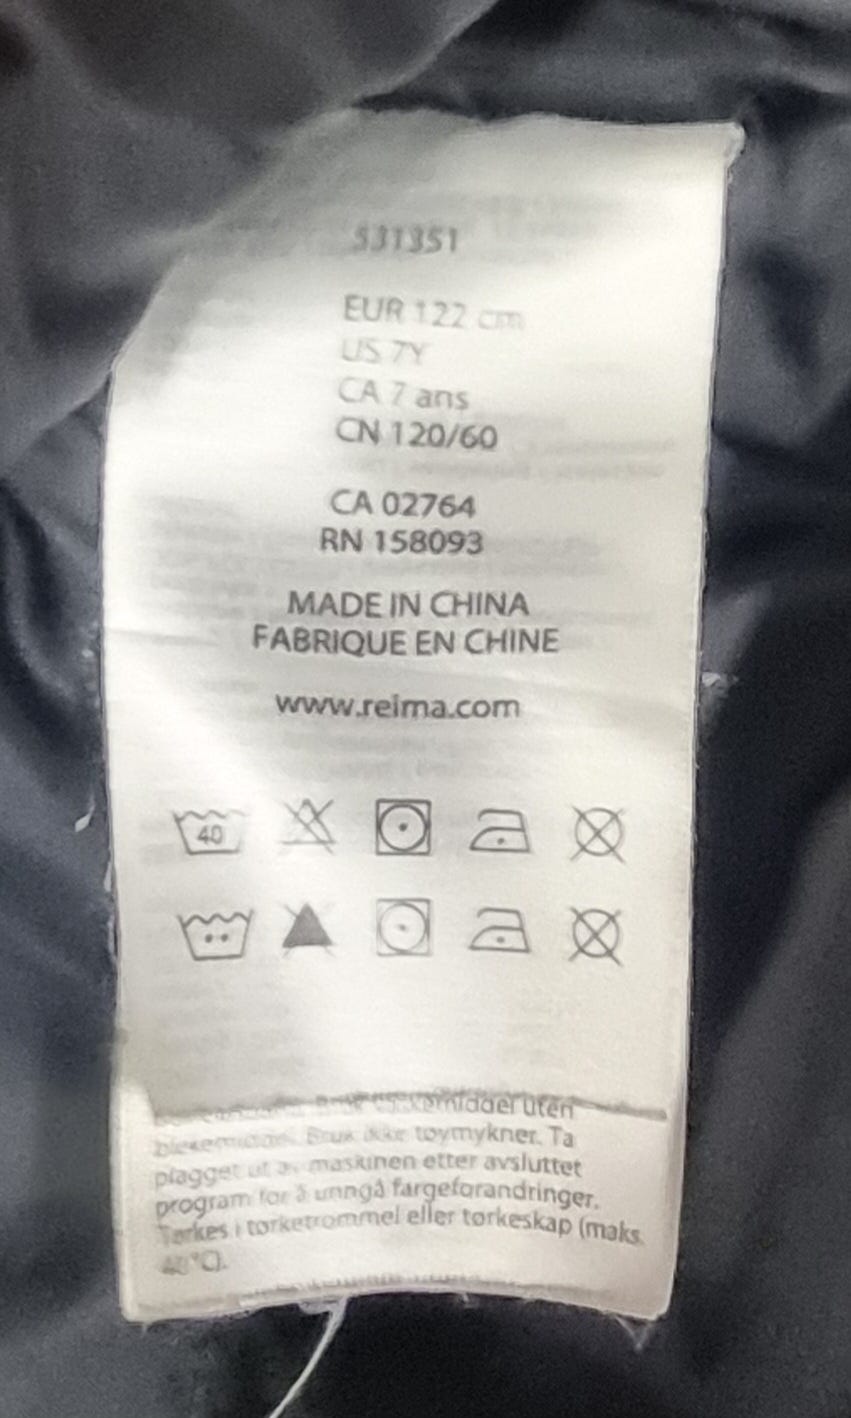 531351
EUR 122 cm
US 7Y
CA 7 ans
CN 120/60
CA 02764
RN 158093
MADE IN CHINA
FABRIQUE EN CHINE
www.reima.com
40
uten
blekemiddel. Bruk ikke tøymykner. Ta
plagget ut av maskinen etter avsluttet
program for å unngå fargeforandringer.
Tørkes i tørketrommel eller tørkeskap (maks.
40°C).